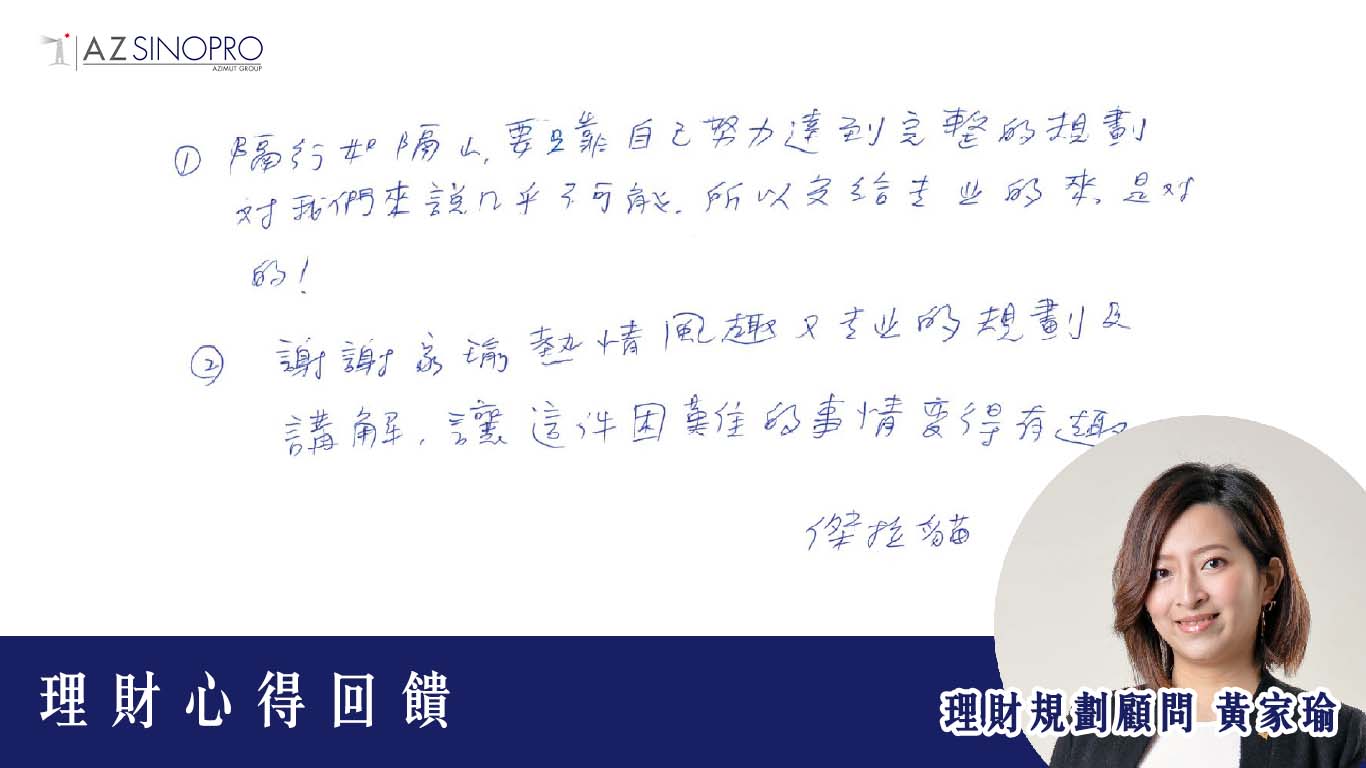 AZ SINOPRO
AZIMUT GROUP
① 隔行如隔山,要只靠自己努力達到完整的規劃
对我們來說几乎不可能.所以交給专业的來,是对
的!
② 謝謝家瑜熱情風趣又专业的規劃及
講解,讓這件困難的事情變得有趣
傑拉貓
理財心得回饋
理財規劃顧問 黃家瑜